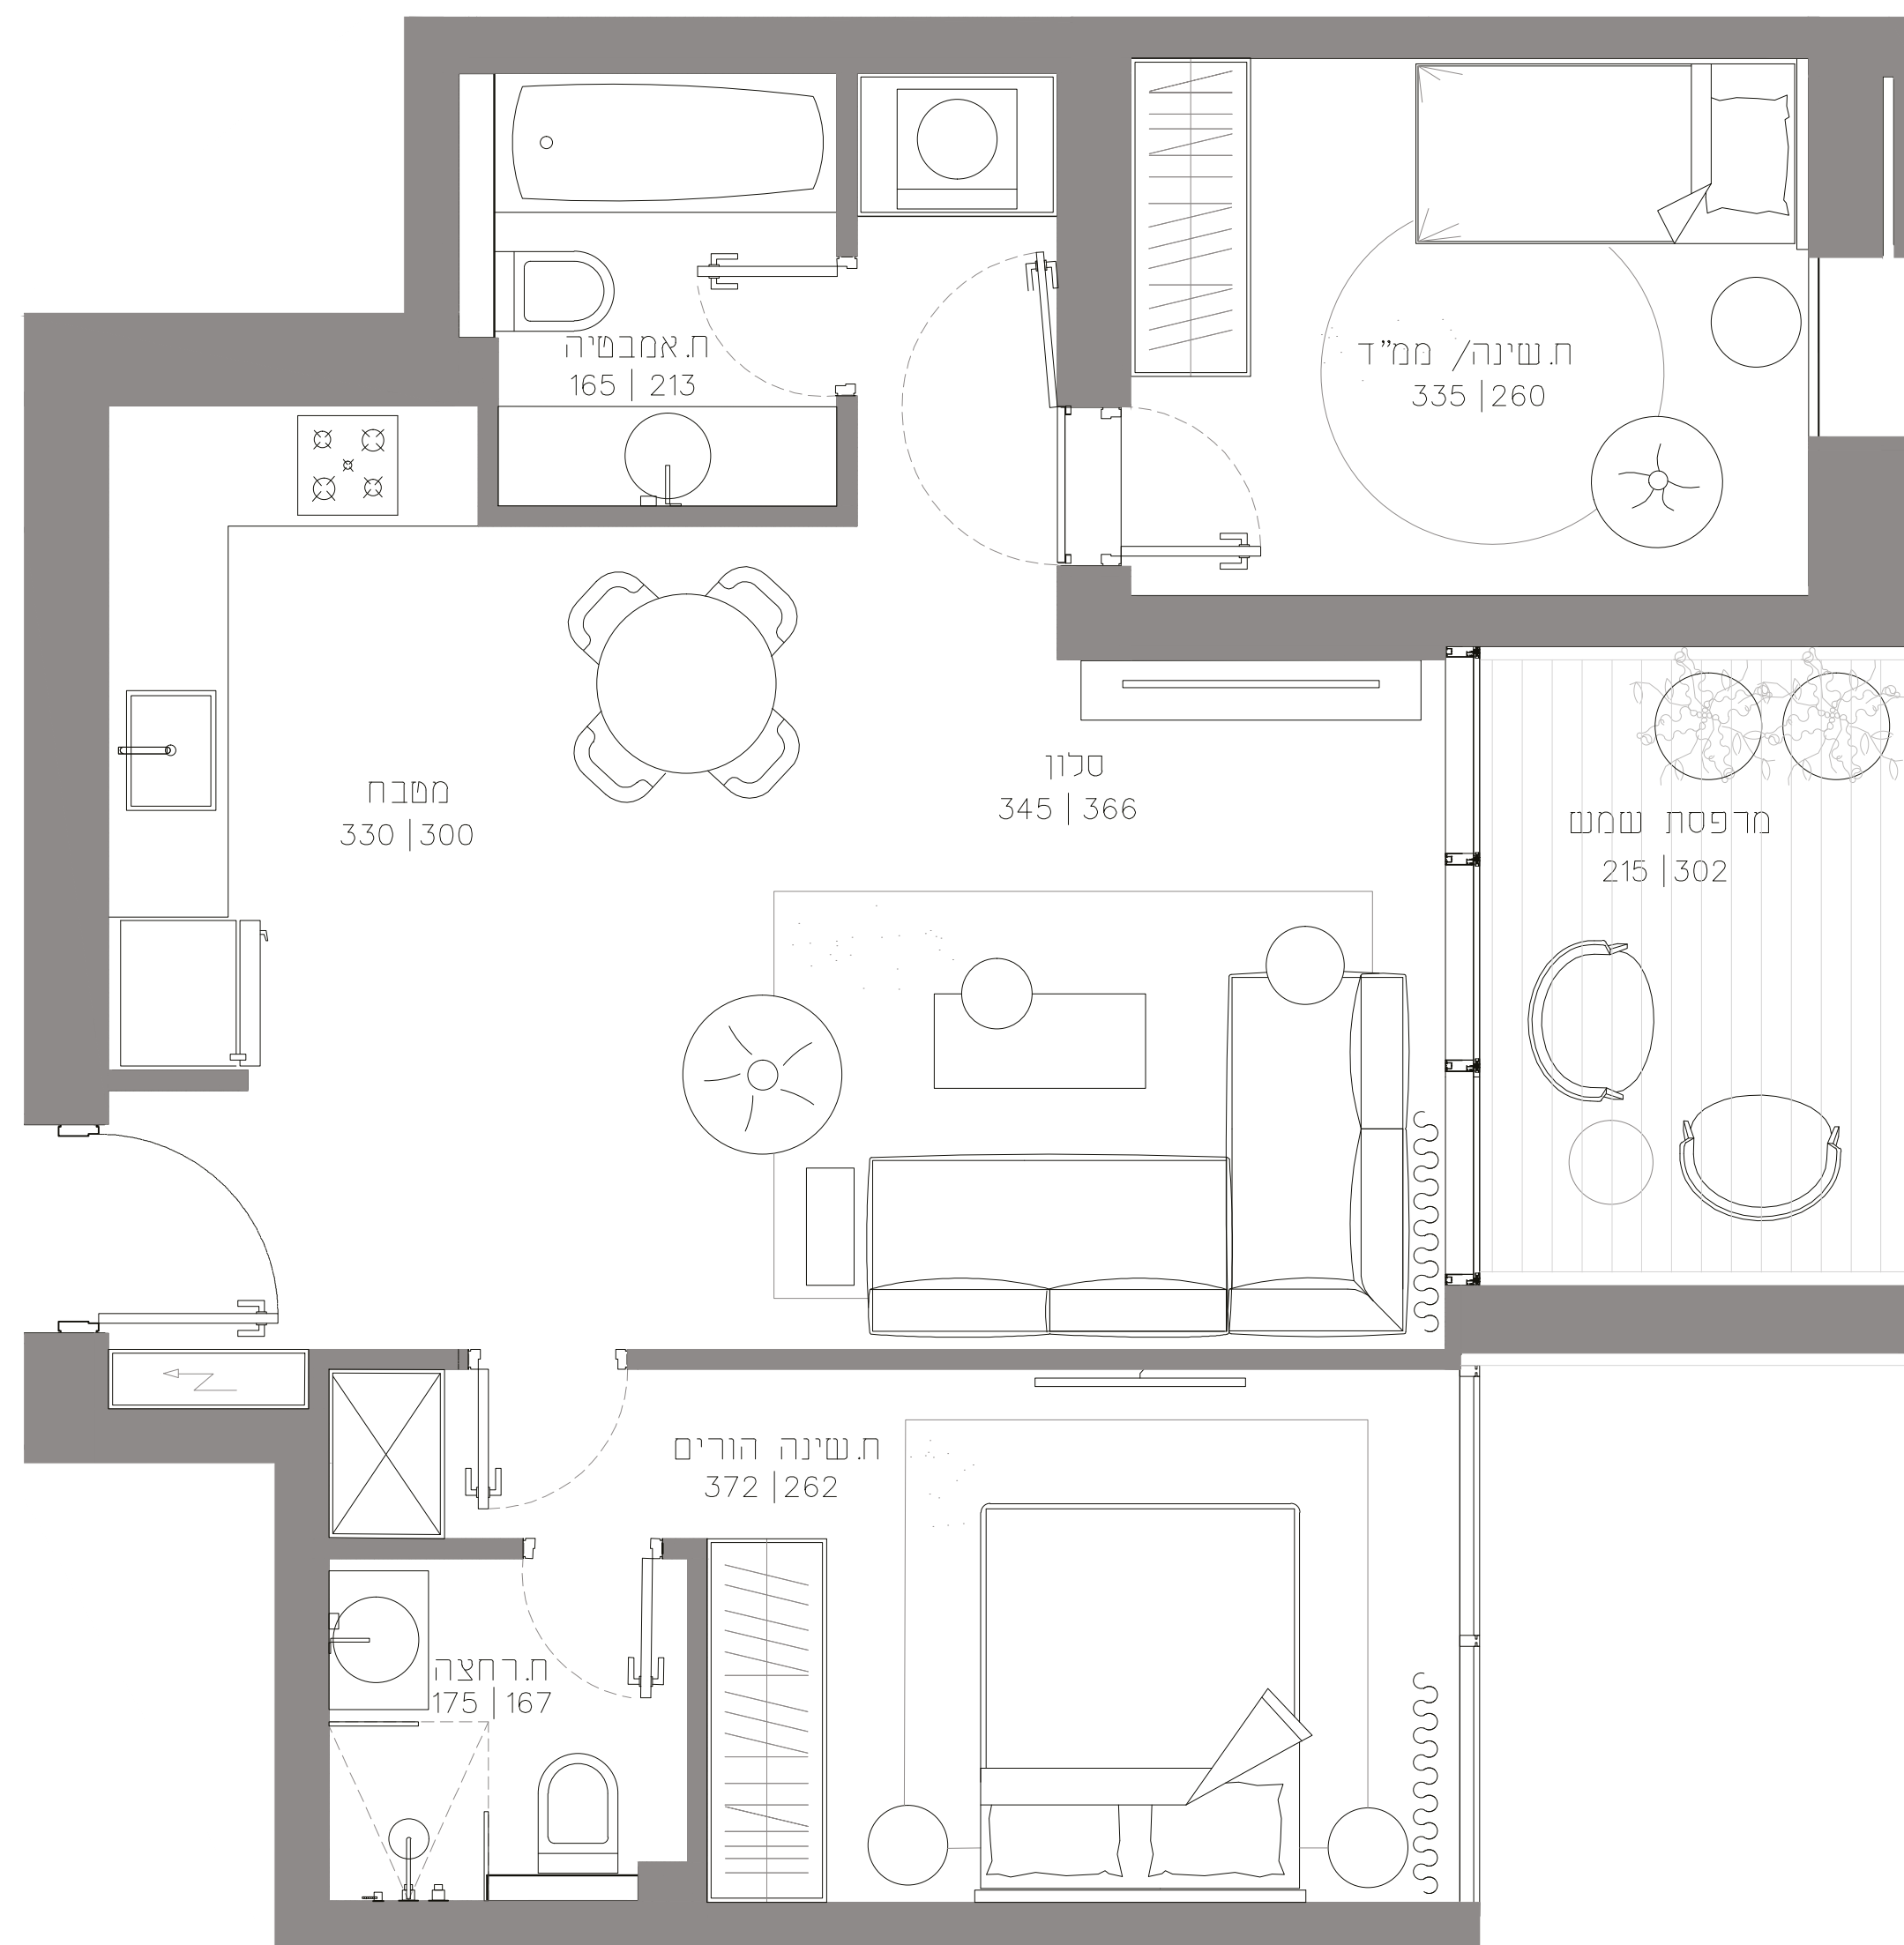 ח.אמבטיה
165|213
ח.שינה/ ממ"ד
335|260
סלון
345|366
מטבח
330|300
מרפסת שמש
215|302
ח.שינה הורים
372|262
ח.רחצה
175|167